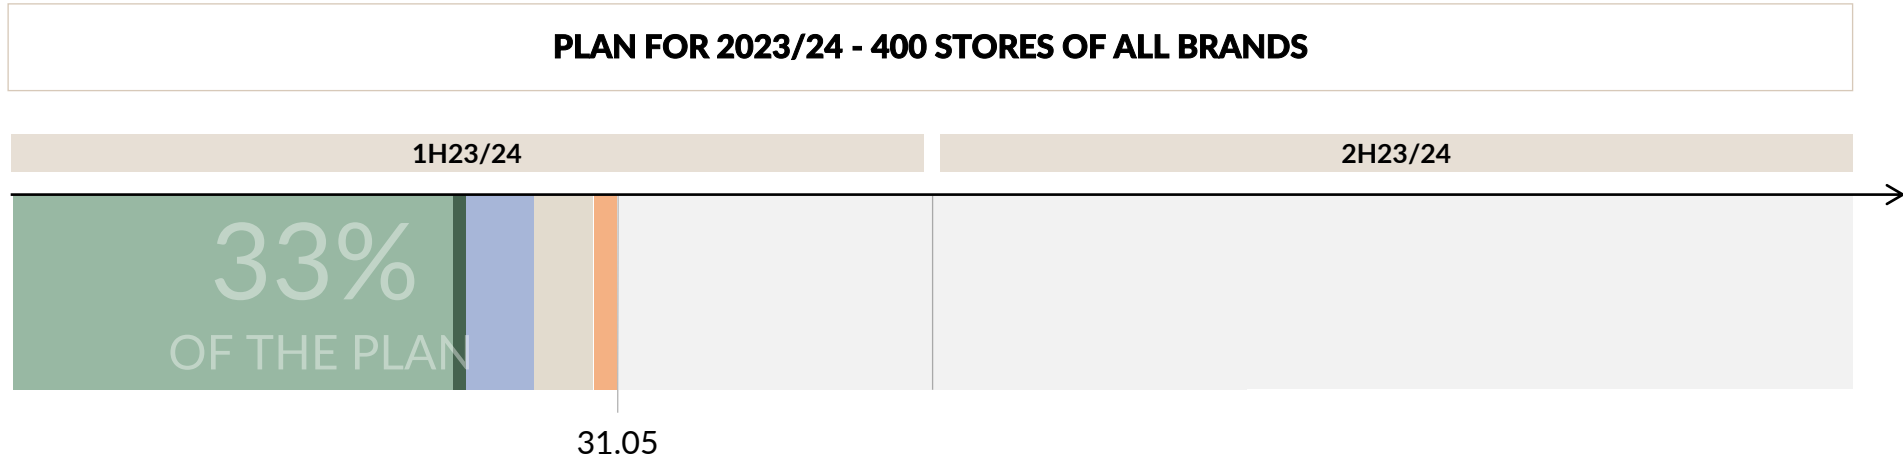 PLAN FOR 2023/24 - 400 STORES OF ALL BRANDS
1H23/24
2H23/24
33%
OF THE PLAN
31.05